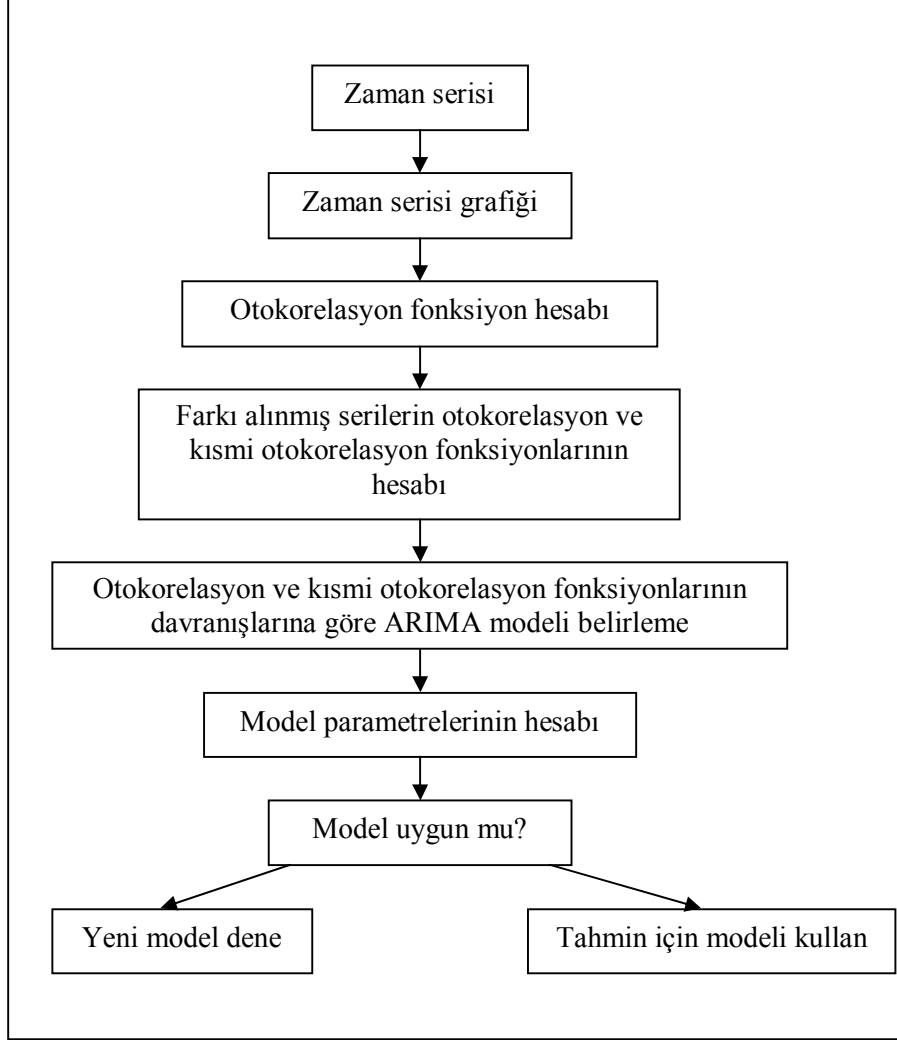 Zaman serisi
Zaman serisi grafiği
Otokorelasyon fonksiyon hesabı
Farkı alınmış serilerin otokorelasyon ve
kısmi otokorelasyon fonksiyonlarının
hesabı
Otokorelasyon ve kısmi otokorelasyon fonksiyonlarının
davranışlarına göre ARIMA modeli belirleme
Model parametrelerinin hesabı
Model uygun mu?
Yeni model dene
Tahmin için modeli kullan